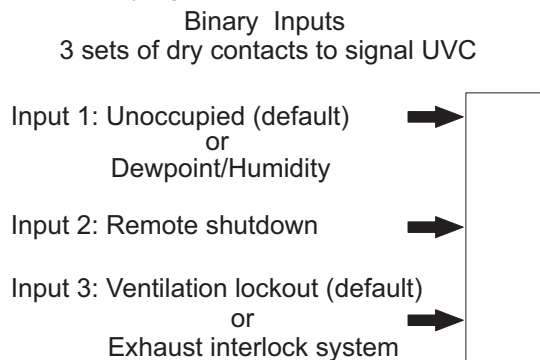 Binary Inputs
3 sets of dry contacts to signal UVC
Input 1: Unoccupied (default)
or
Dewpoint/Humidity
Input 2: Remote shutdown
Input 3: Ventilation lockout (default)
or
Exhaust interlock system